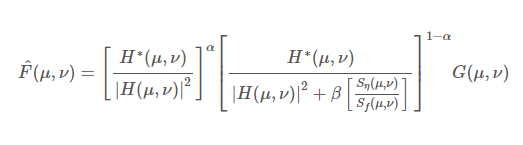 F̂(μ,ν) = [ H*(μ,ν) / |H(μ,ν)|² ]^α [ H*(μ,ν) / ( |H(μ,ν)|² + β [ S_η(μ,ν) / S_f(μ,ν) ] ) ]^(1−α) G(μ,ν)